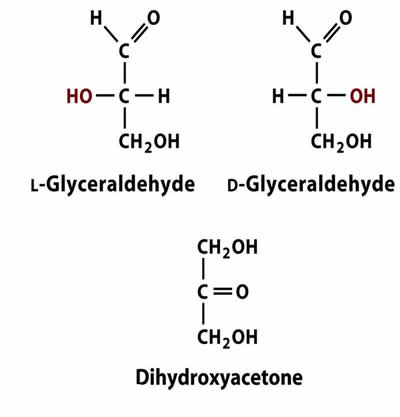 H O H O
C C
HO C H H C OH
CH₂OH CH₂OH
L-Glyceraldehyde D-Glyceraldehyde
CH₂OH
C=O
CH₂OH
Dihydroxyacetone